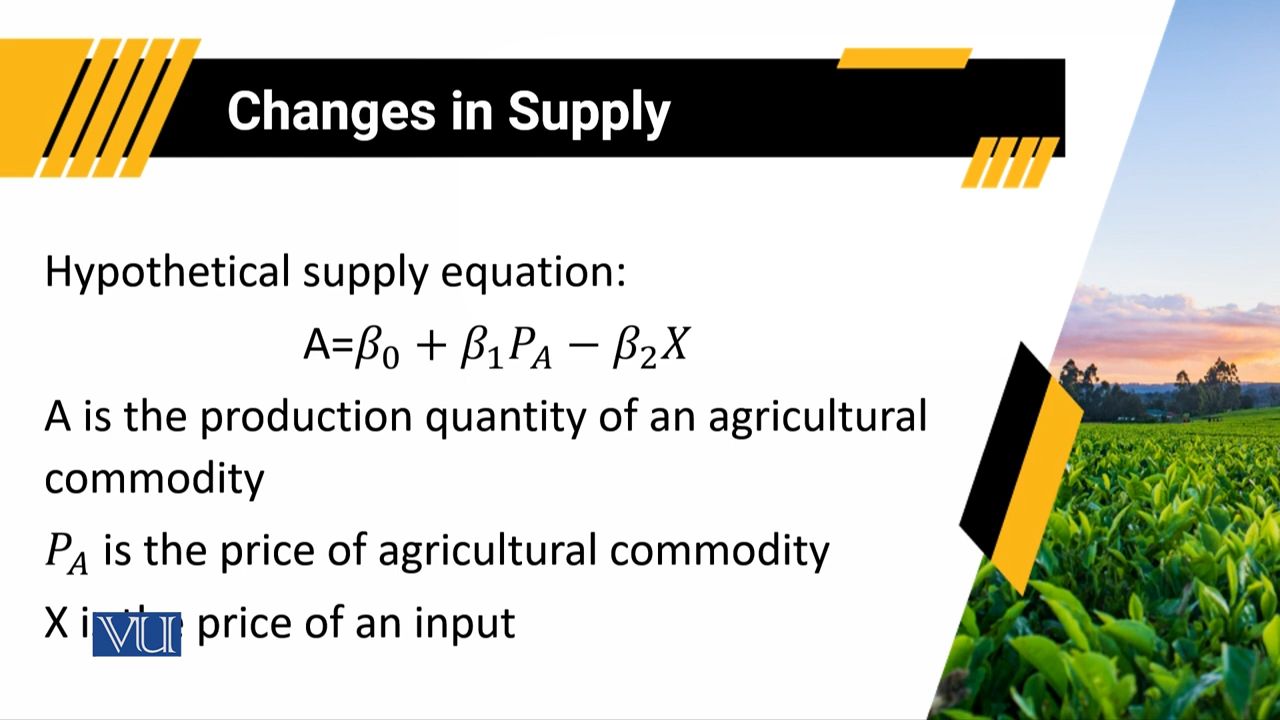 Changes in Supply
Hypothetical supply equation:
A=𝛽₀ + 𝛽₁𝑃_A − 𝛽₂𝑋
A is the production quantity of an agricultural
commodity
𝑃_A is the price of agricultural commodity
X price of an input
VU